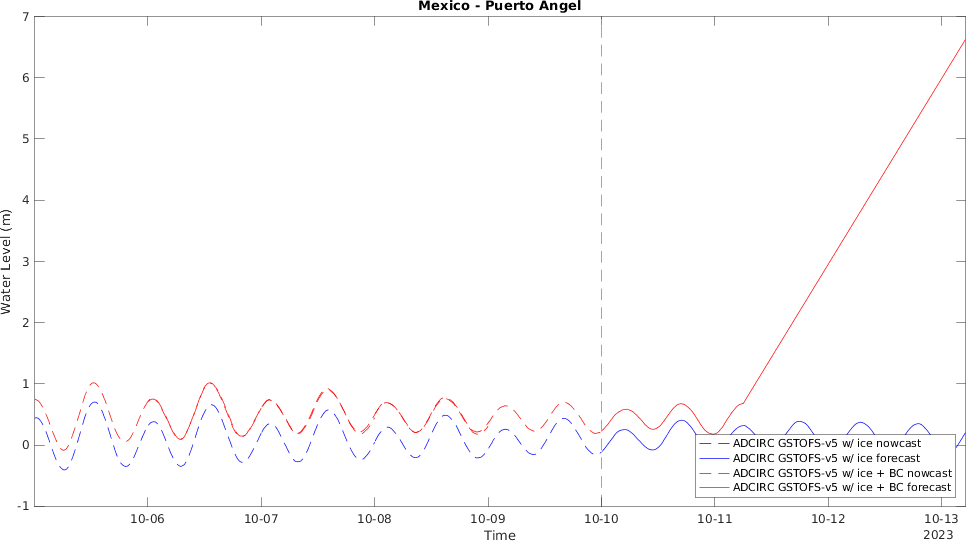 Mexico - Puerto Angel
7
6
5
4
3
2
1
0
-1
Water Level (m)
10-06
10-07
10-08
10-09
10-10
10-11
10-12
10-13
2023
Time
ADCIRC GSTOFS-v5 w/ ice nowcast
ADCIRC GSTOFS-v5 w/ ice forecast
ADCIRC GSTOFS-v5 w/ ice + BC nowcast
ADCIRC GSTOFS-v5 w/ ice + BC forecast